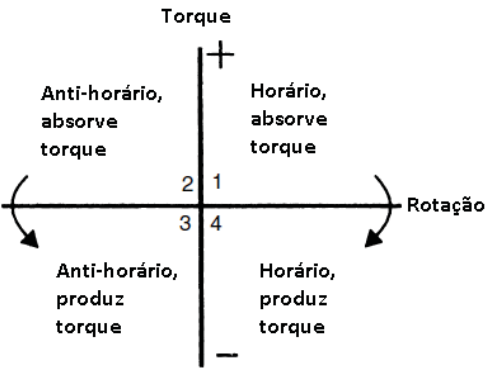 Torque
+
Anti-horário,
absorve
torque
Horário,
absorve
torque
2 1
Rotação
3 4
Anti-horário,
produz
torque
Horário,
produz
torque
−